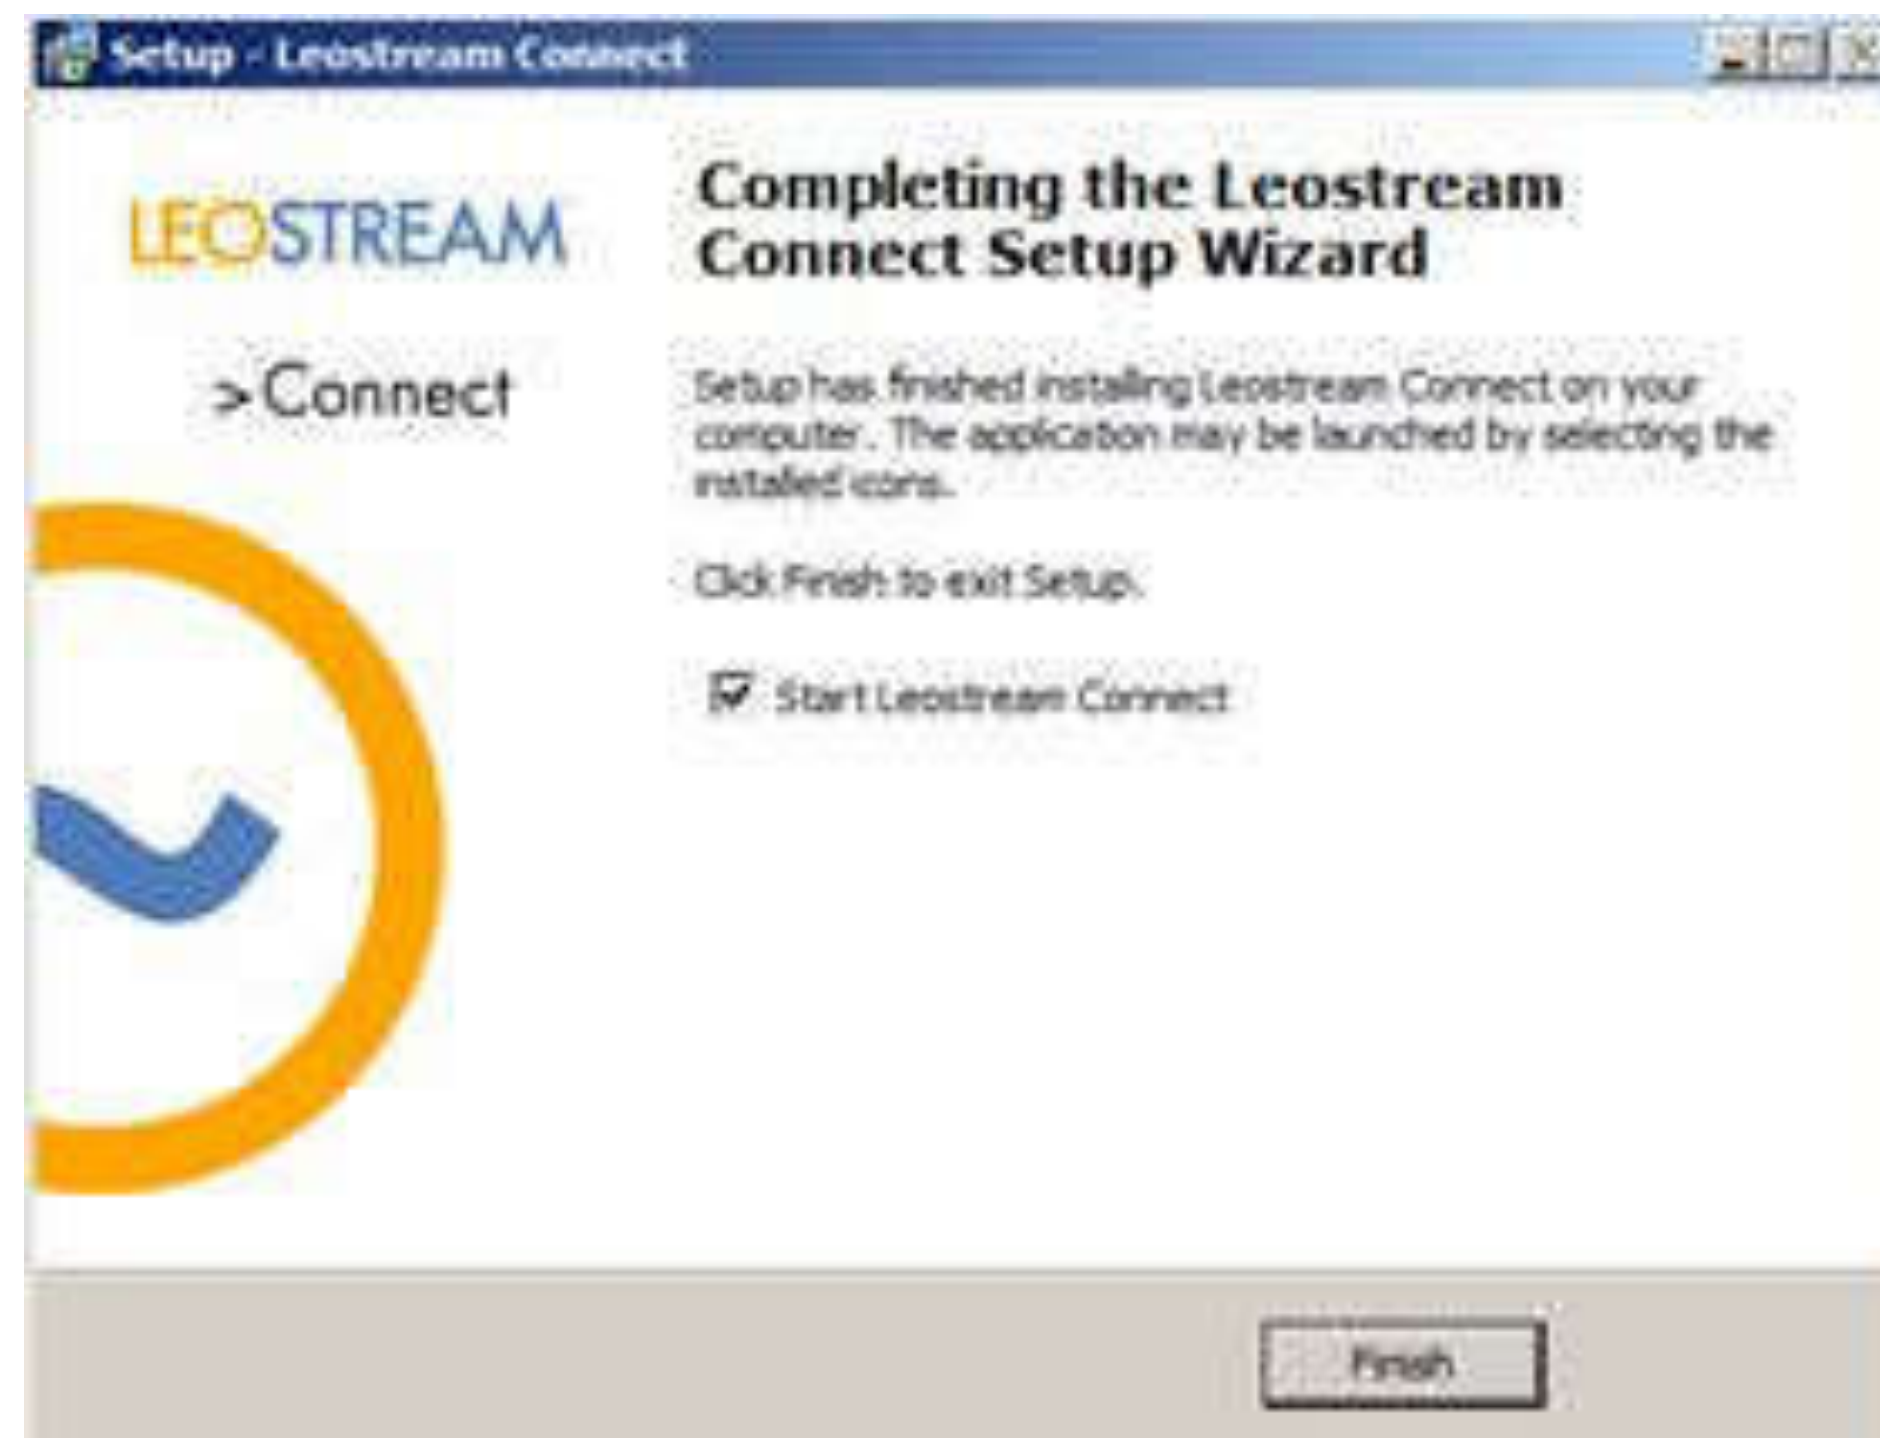 Setup - Leostream Connect
LEOSTREAM
>Connect
Completing the Leostream
Connect Setup Wizard
Setup has finished installing Leostream Connect on your
computer. The application may be launched by selecting the
installed icons.
Click Finish to exit Setup.
Start Leostream Connect
Finish